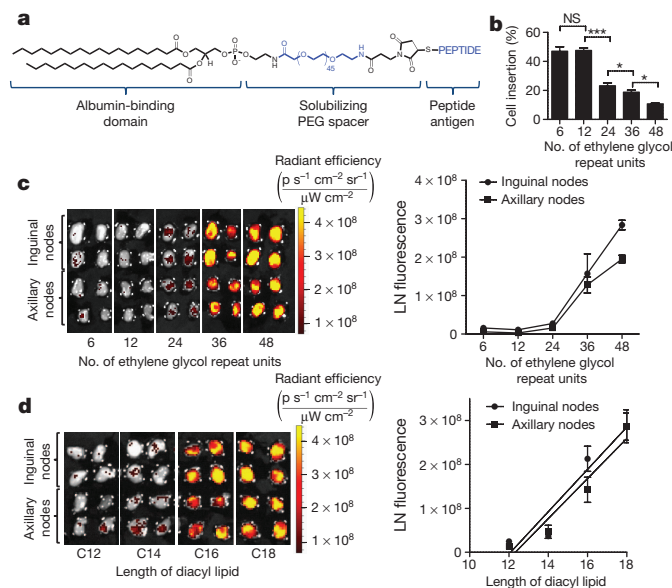 a
O
O
O
O
O
H
O
P
O
O⁻
O
N
H
O
O
45
H
N
O
N
O
O
S
PEPTIDE
Albumin-binding domain
Solubilizing PEG spacer
Peptide antigen
b
Cell insertion (%)
60
40
20
0
NS
***
*
*
6 12 24 36 48
No. of ethylene glycol
repeat units
c
Radiant efficiency
(p s⁻¹ cm⁻² sr⁻¹)
µW cm⁻²
4 × 10⁸
3 × 10⁸
2 × 10⁸
1 × 10⁸
Inguinal nodes
Axillary nodes
6 12 24 36 48
No. of ethylene glycol repeat units
Inguinal nodes
Axillary nodes
LN fluorescence
4 × 10⁸
3 × 10⁸
2 × 10⁸
1 × 10⁸
0
6 12 24 36 48
No. of ethylene glycol
repeat units
d
Radiant efficiency
(p s⁻¹ cm⁻² sr⁻¹)
µW cm⁻²
4 × 10⁸
3 × 10⁸
2 × 10⁸
1 × 10⁸
Inguinal nodes
Axillary nodes
C12 C14 C16 C18
Length of diacyl lipid
Inguinal nodes
Axillary nodes
LN fluorescence
3 × 10⁸
2 × 10⁸
1 × 10⁸
0
10 12 14 16 18 20
Length of diacyl lipid